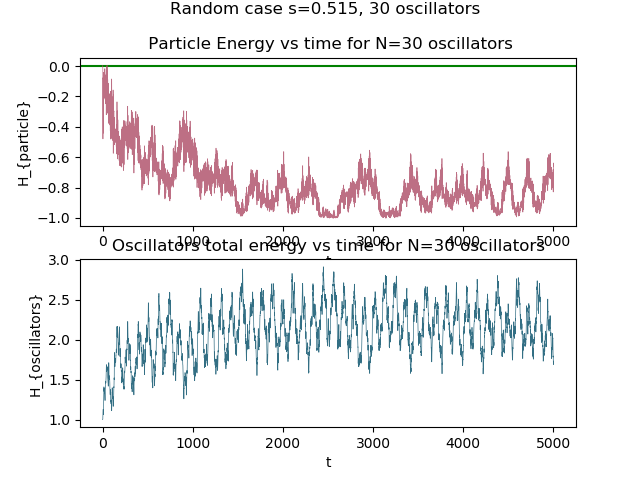 Random case s=0.515, 30 oscillators
Particle Energy vs time for N=30 oscillators
H_{particle}
0.0
−0.2
−0.4
−0.6
−0.8
−1.0
0 1000 2000 3000 4000 5000
t
Oscillators total energy vs time for N=30 oscillators
H_{oscillators}
3.0
2.5
2.0
1.5
1.0
0 1000 2000 3000 4000 5000
t